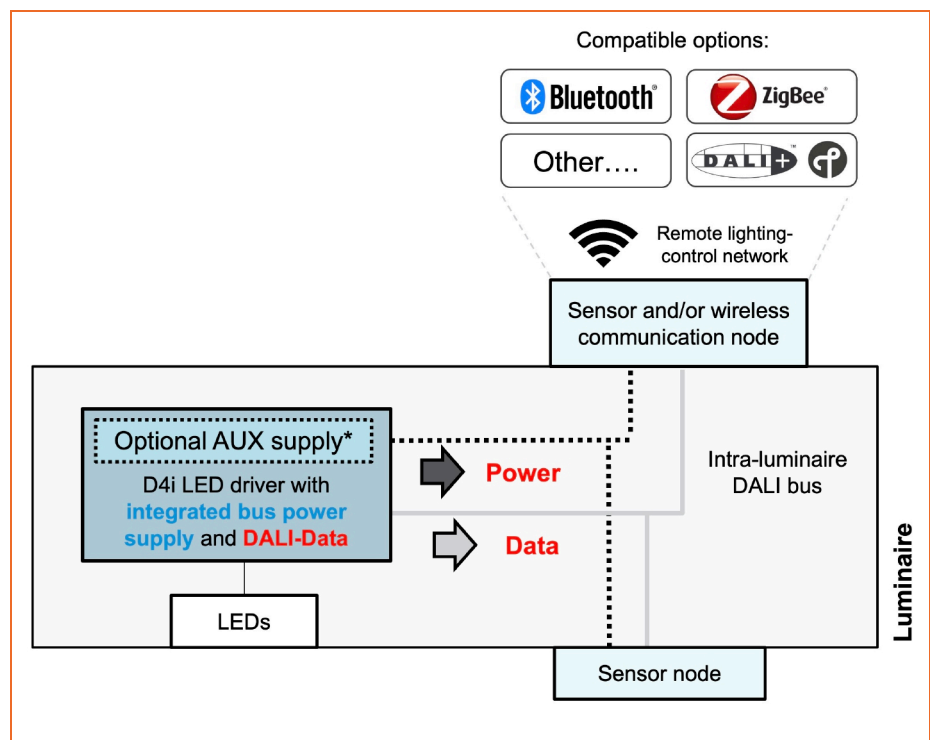 Compatible options:
Bluetooth®
ZigBee®
Other....
DALI+™
Remote lighting-
control network
Sensor and/or wireless
communication node
Optional AUX supply*
D4i LED driver with
integrated bus power
supply and DALI-Data
Power
Data
Intra-luminaire
DALI bus
Luminaire
LEDs
Sensor node